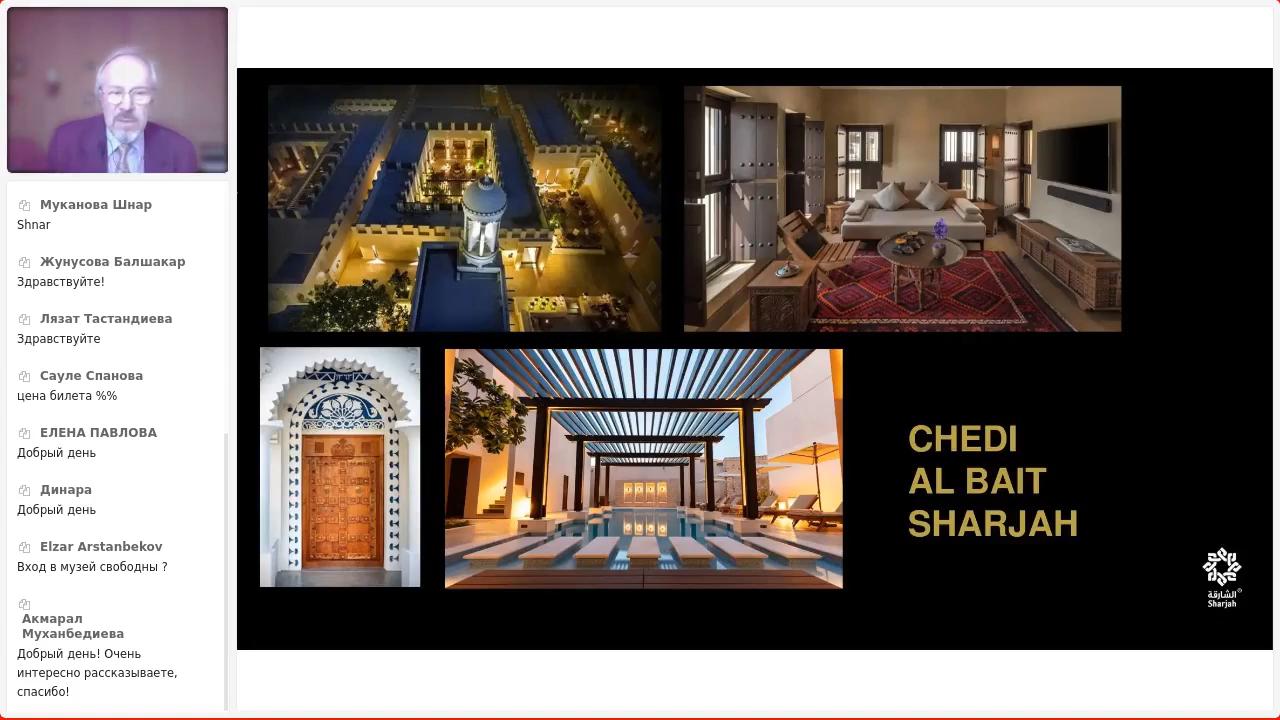 Муканова Шнар
Shnar
Жунусова Балшакар
Здравствуйте!
Лязат Тастандиева
Здравствуйте
Сауле Спанова
цена билета %%
ЕЛЕНА ПАВЛОВА
Добрый день
Динара
Добрый день
Elzar Arstanbekov
Вход в музей свободны ?
Акмарал
Муханбедиева
Добрый день! Очень
интересно рассказываете,
спасибо!
CHEDI
AL BAIT
SHARJAH
الشارقة
Sharjah